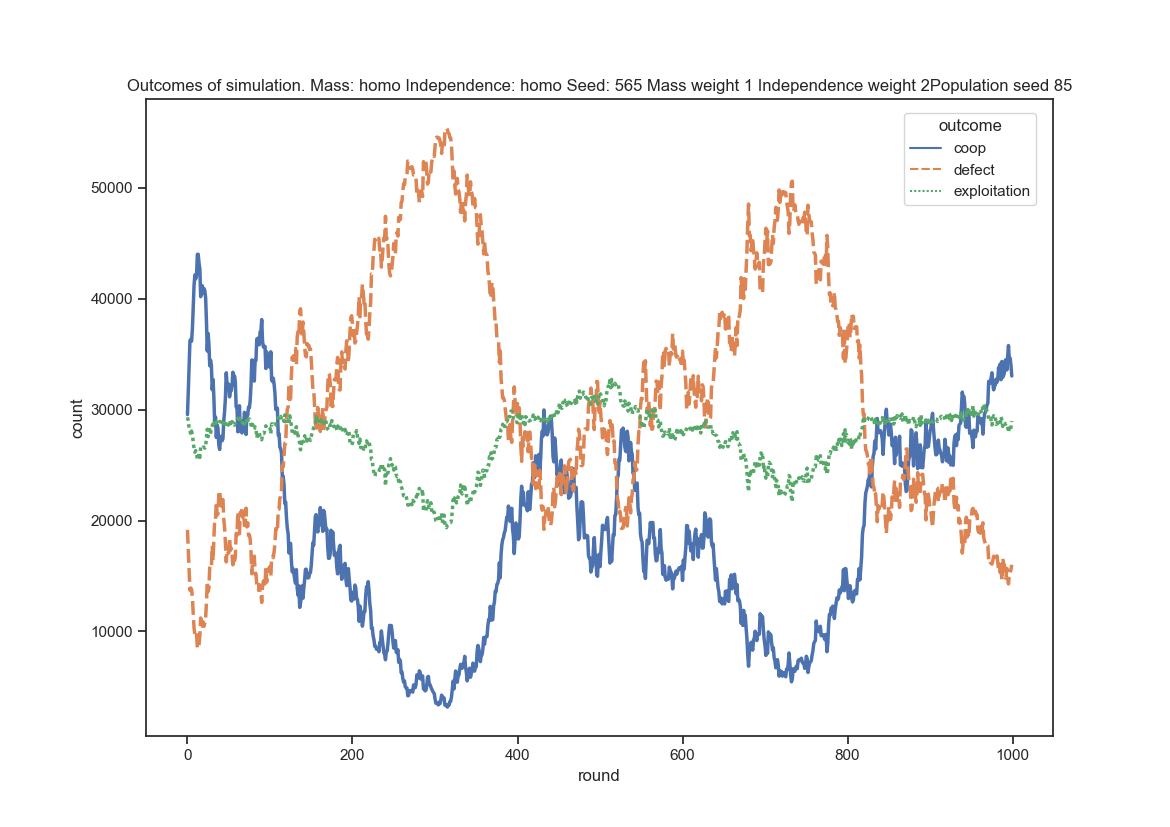 Outcomes of simulation. Mass: homo Independence: homo Seed: 565 Mass weight 1 Independence weight 2Population seed 85
outcome
coop
defect
exploitation
count
50000
40000
30000
20000
10000
0 200 400 600 800 1000
round